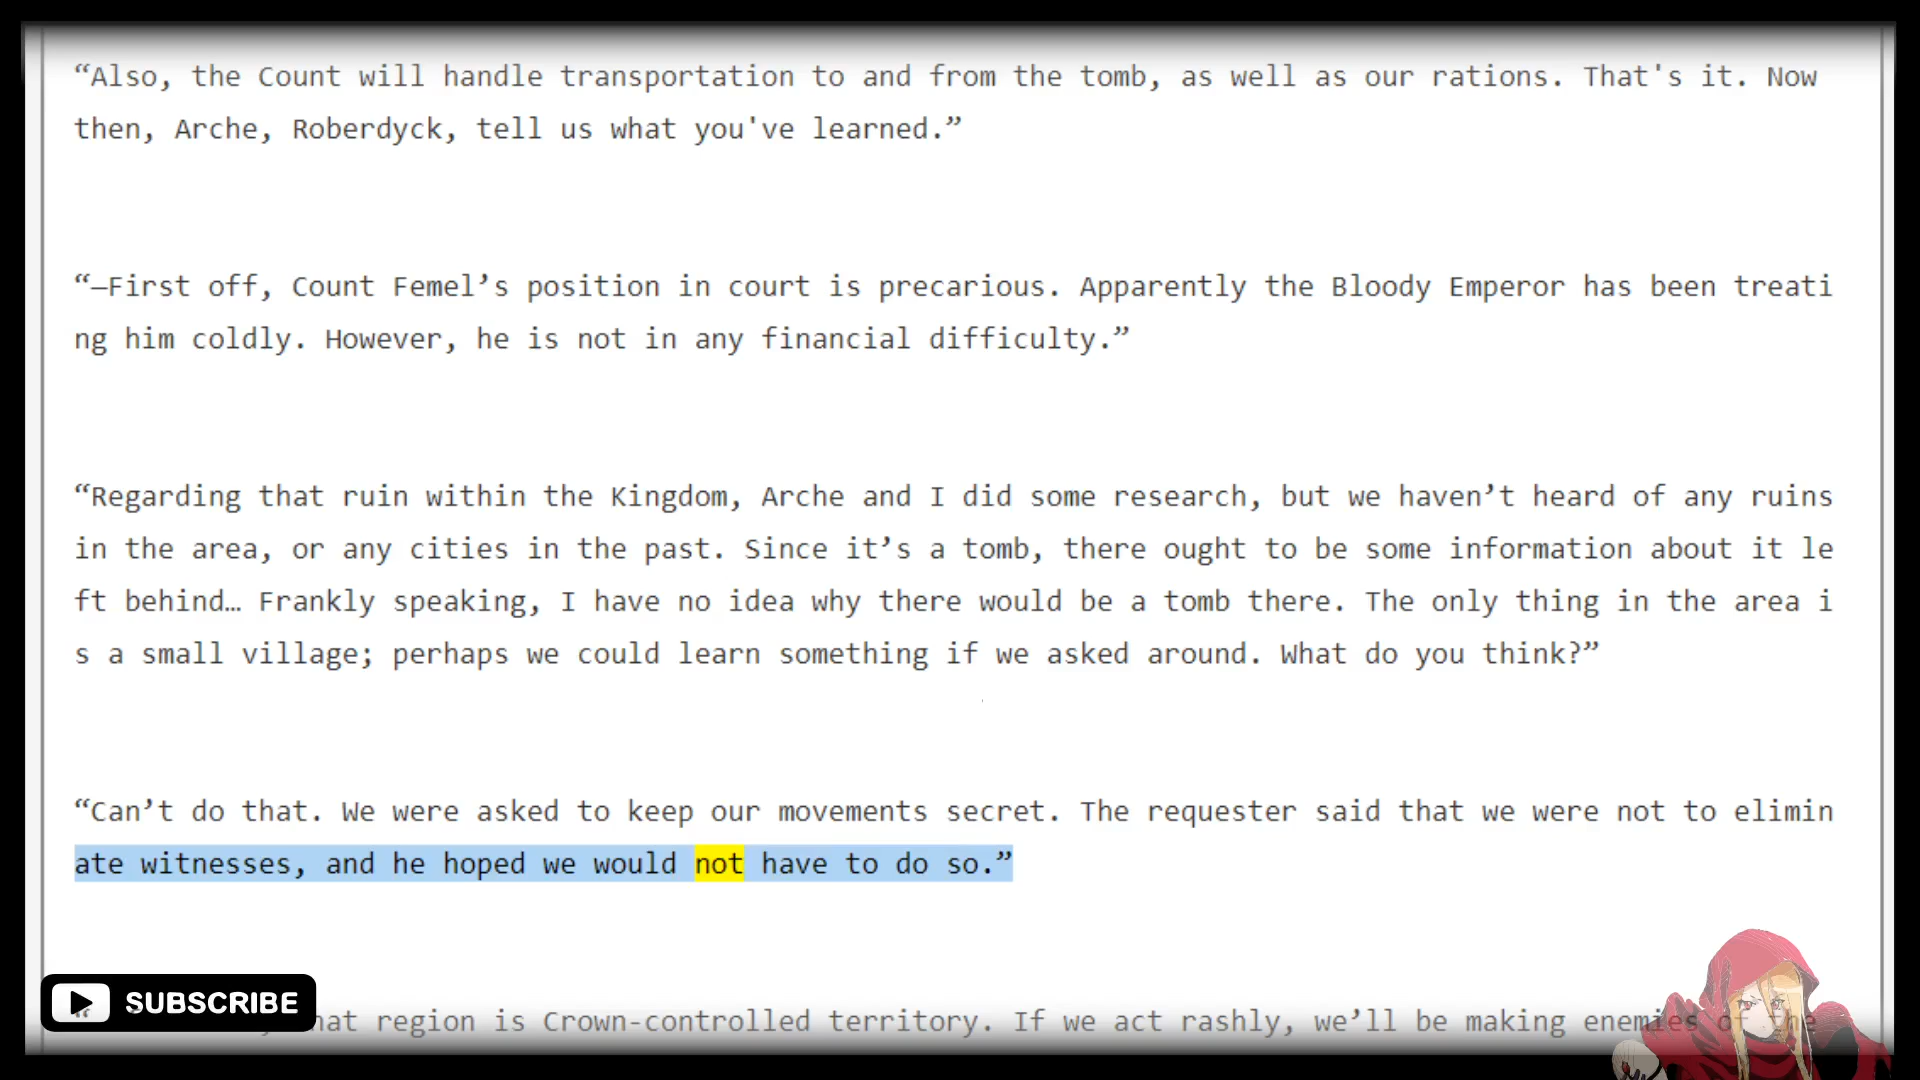 “Also, the Count will handle transportation to and from the tomb, as well as our rations. That's it. Now
then, Arche, Roberdyck, tell us what you've learned.”
“—First off, Count Femel’s position in court is precarious. Apparently the Bloody Emperor has been treati
ng him coldly. However, he is not in any financial difficulty.”
“Regarding that ruin within the Kingdom, Arche and I did some research, but we haven’t heard of any ruins
in the area, or any cities in the past. Since it’s a tomb, there ought to be some information about it le
ft behind… Frankly speaking, I have no idea why there would be a tomb there. The only thing in the area i
s a small village; perhaps we could learn something if we asked around. What do you think?”
“Can’t do that. We were asked to keep our movements secret. The requester said that we were not to elimin
ate witnesses, and he hoped we would not have to do so.”
region is Crown-controlled territory. If we act rashly, we’ll be making enemies of the
SUBSCRIBE